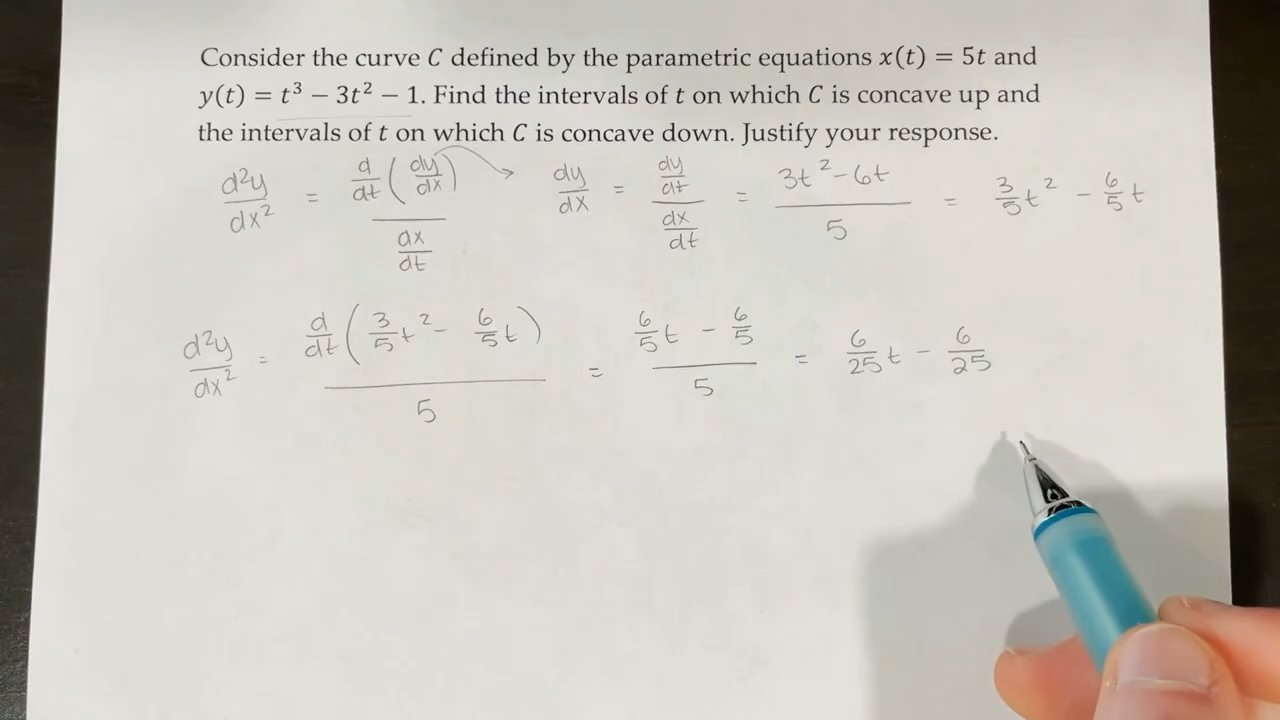 Consider the curve C defined by the parametric equations x(t) = 5t and
y(t) = t³ − 3t² − 1. Find the intervals of t on which C is concave up and
the intervals of t on which C is concave down. Justify your response.
d²y/dx² = d/dt (dy/dx) / dx/dt → dy/dx = dy/dt / dx/dt = 3t² − 6t / 5 = 3/5 t² − 6/5 t
d²y/dx² = d/dt (3/5 t² − 6/5 t) / 5 = 6/5 t − 6/5 / 5 = 6/25 t − 6/25